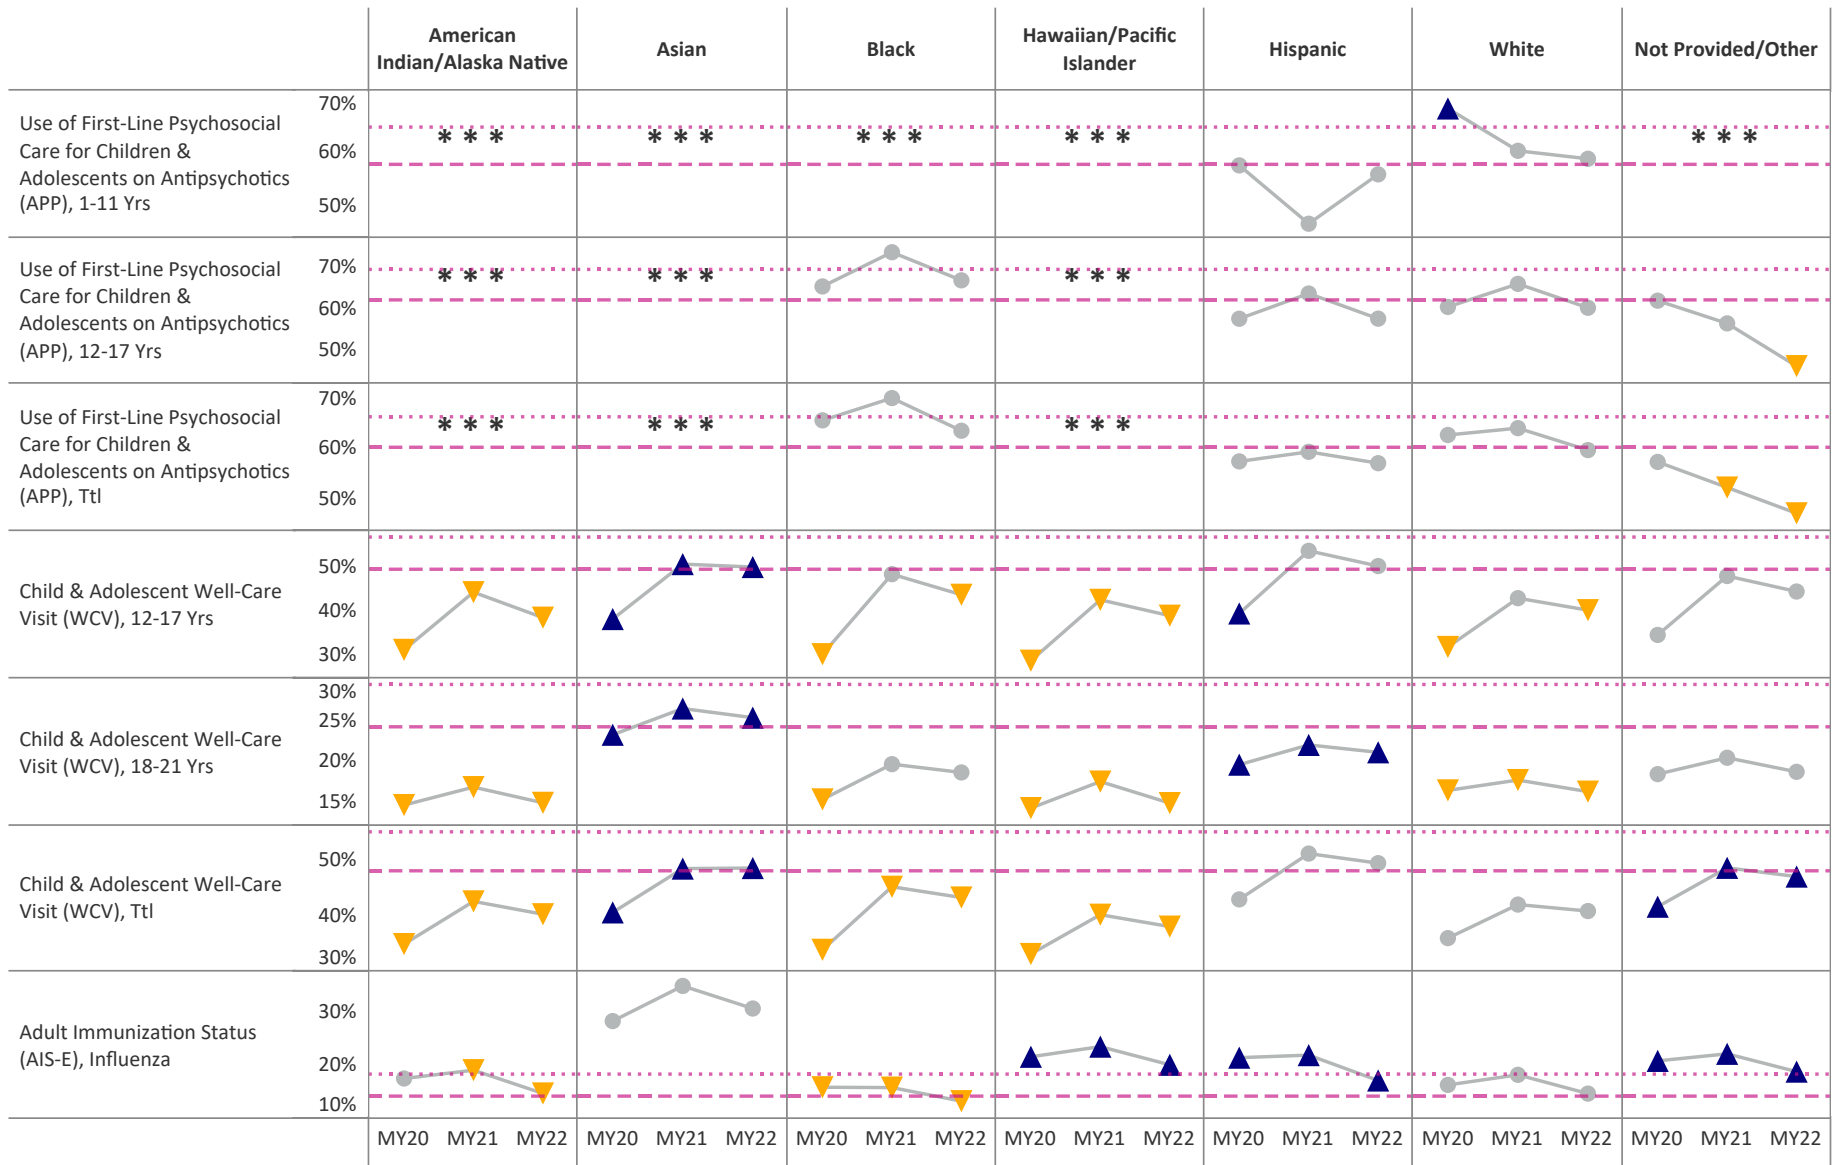 American
Indian/Alaska Native
Asian
Black
Hawaiian/Pacific
Islander
Hispanic
White
Not Provided/Other
Use of First-Line Psychosocial
Care for Children &
Adolescents on Antipsychotics
(APP), 1-11 Yrs
70%
60%
50%
* * *
* * *
* * *
* * *
* * *
Use of First-Line Psychosocial
Care for Children &
Adolescents on Antipsychotics
(APP), 12-17 Yrs
70%
60%
50%
* * *
* * *
* * *
Use of First-Line Psychosocial
Care for Children &
Adolescents on Antipsychotics
(APP), Ttl
70%
60%
50%
* * *
* * *
* * *
Child & Adolescent Well-Care
Visit (WCV), 12-17 Yrs
50%
40%
30%
Child & Adolescent Well-Care
Visit (WCV), 18-21 Yrs
30%
25%
20%
15%
Child & Adolescent Well-Care
Visit (WCV), Ttl
50%
40%
30%
Adult Immunization Status
(AIS-E), Influenza
30%
20%
10%
MY20 MY21 MY22
MY20 MY21 MY22
MY20 MY21 MY22
MY20 MY21 MY22
MY20 MY21 MY22
MY20 MY21 MY22
MY20 MY21 MY22